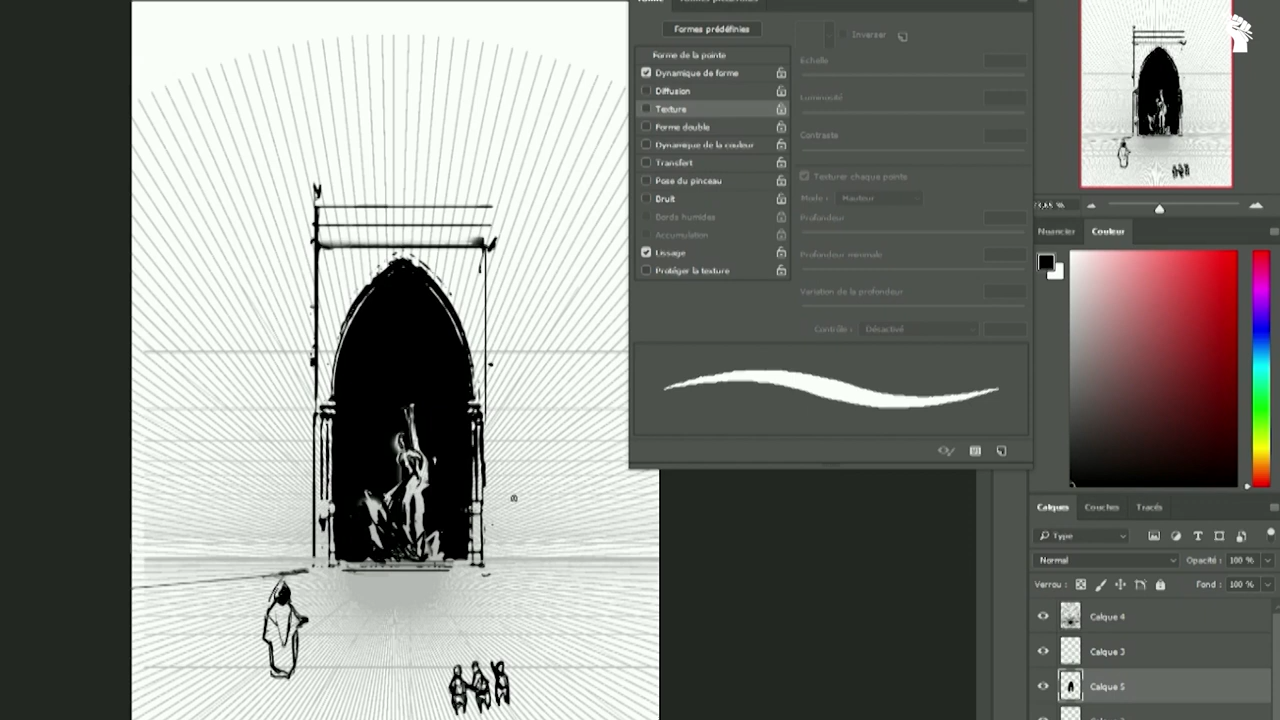 Formes prédéfinies
Forme de la pointe
Dynamique de forme
Diffusion
Texture
Forme double
Dynamique de la couleur
Transfert
Pose du pinceau
Bruit
Bords humides
Accumulation
Lissage
Protéger la texture
Inverser
Echelle
Luminosité
Contraste
Texturer chaque pointe
Mode : Hauteur
Profondeur
Profondeur minimale
Variation de la profondeur
Contrôle : Désactivé
Nuancier Couleur
Calques Couches Tracés
Type
Normal Opacité : 100 %
Verrou : Fond : 100 %
Calque 4
Calque 3
Calque 5